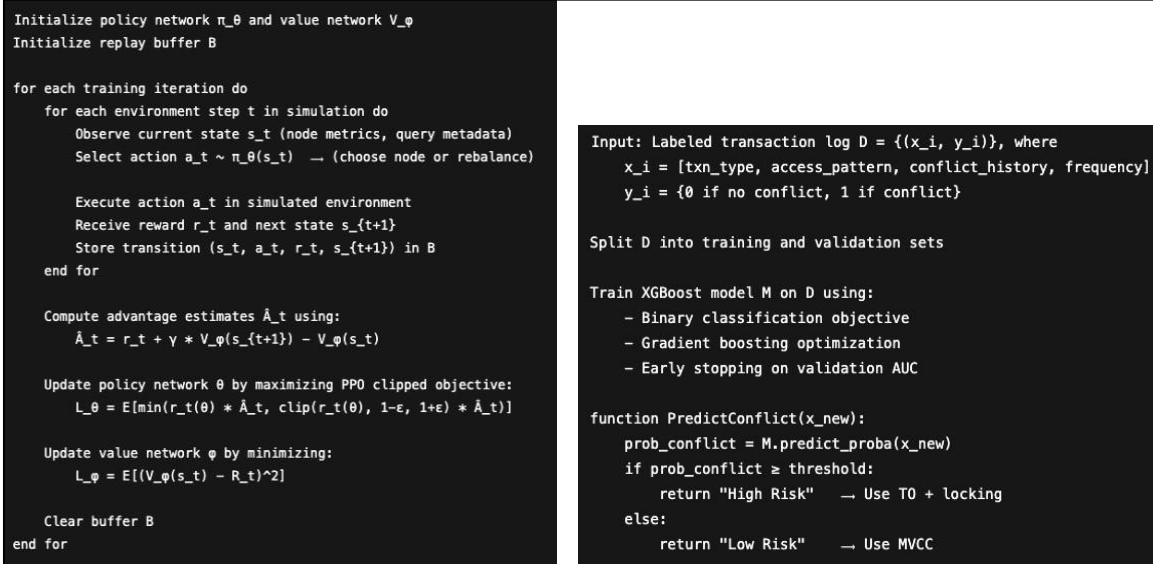 Initialize policy network π_θ and value network V_φ
Initialize replay buffer B
for each training iteration do
for each environment step t in simulation do
Observe current state s_t (node metrics, query metadata)
Select action a_t ~ π_θ(s_t) → (choose node or rebalance)
Execute action a_t in simulated environment
Receive reward r_t and next state s_{t+1}
Store transition (s_t, a_t, r_t, s_{t+1}) in B
end for
Compute advantage estimates Â_t using:
Â_t = r_t + γ * V_φ(s_{t+1}) − V_φ(s_t)
Update policy network θ by maximizing PPO clipped objective:
L_θ = E[min(r_t(θ) * Â_t, clip(r_t(θ), 1−ε, 1+ε) * Â_t)]
Update value network φ by minimizing:
L_φ = E[(V_φ(s_t) − R_t)^2]
Clear buffer B
end for
Input: Labeled transaction log D = {(x_i, y_i)}, where
x_i = [txn_type, access_pattern, conflict_history, frequency]
y_i = {0 if no conflict, 1 if conflict}
Split D into training and validation sets
Train XGBoost model M on D using:
– Binary classification objective
– Gradient boosting optimization
– Early stopping on validation AUC
function PredictConflict(x_new):
prob_conflict = M.predict_proba(x_new)
if prob_conflict ≥ threshold:
return "High Risk" → Use TO + locking
else:
return "Low Risk" → Use MVCC